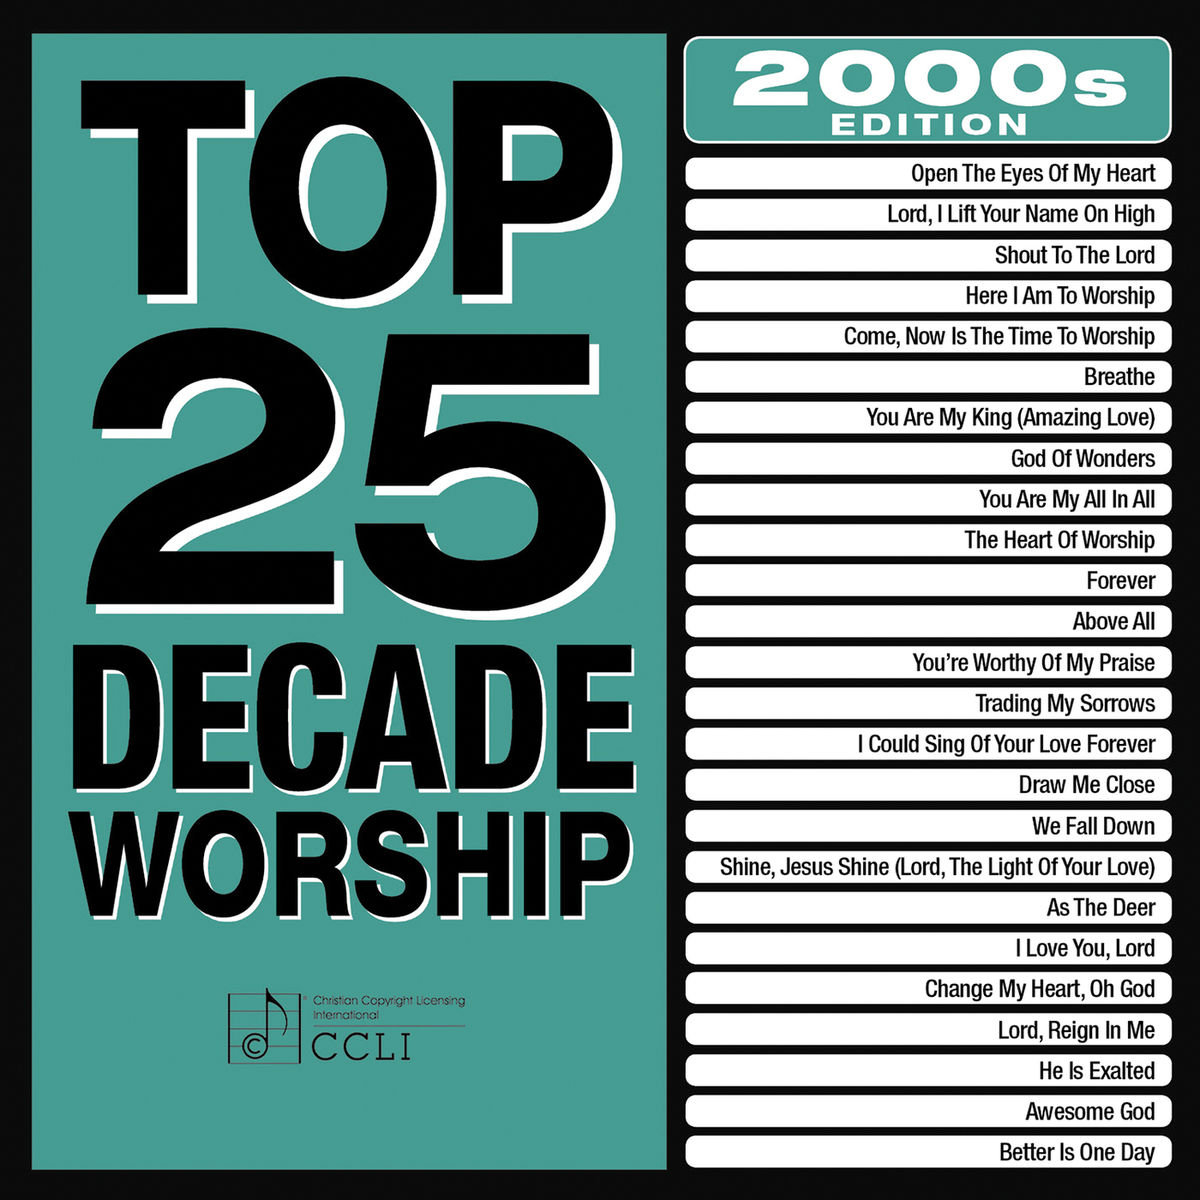 TOP
25
DECADE
WORSHIP
Christian Copyright Licensing
International
CCLI
2000s
EDITION
Open The Eyes Of My Heart
Lord, I Lift Your Name On High
Shout To The Lord
Here I Am To Worship
Come, Now Is The Time To Worship
Breathe
You Are My King (Amazing Love)
God Of Wonders
You Are My All In All
The Heart Of Worship
Forever
Above All
You're Worthy Of My Praise
Trading My Sorrows
I Could Sing Of Your Love Forever
Draw Me Close
We Fall Down
Shine, Jesus Shine (Lord, The Light Of Your Love)
As The Deer
I Love You, Lord
Change My Heart, Oh God
Lord, Reign In Me
He Is Exalted
Awesome God
Better Is One Day